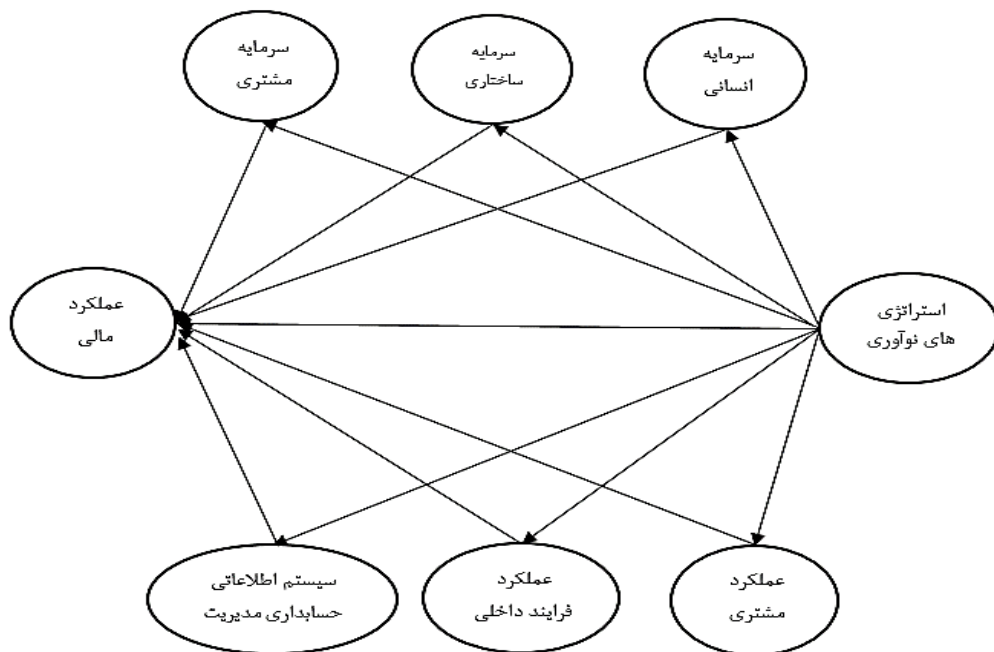 سرمایه
انسانی
سرمایه
ساختاری
سرمایه
مشتری
استراتژی
های نوآوری
عملکرد
مالی
عملکرد
مشتری
عملکرد
فرایند داخلی
سیستم اطلاعاتی
حسابداری مدیریت